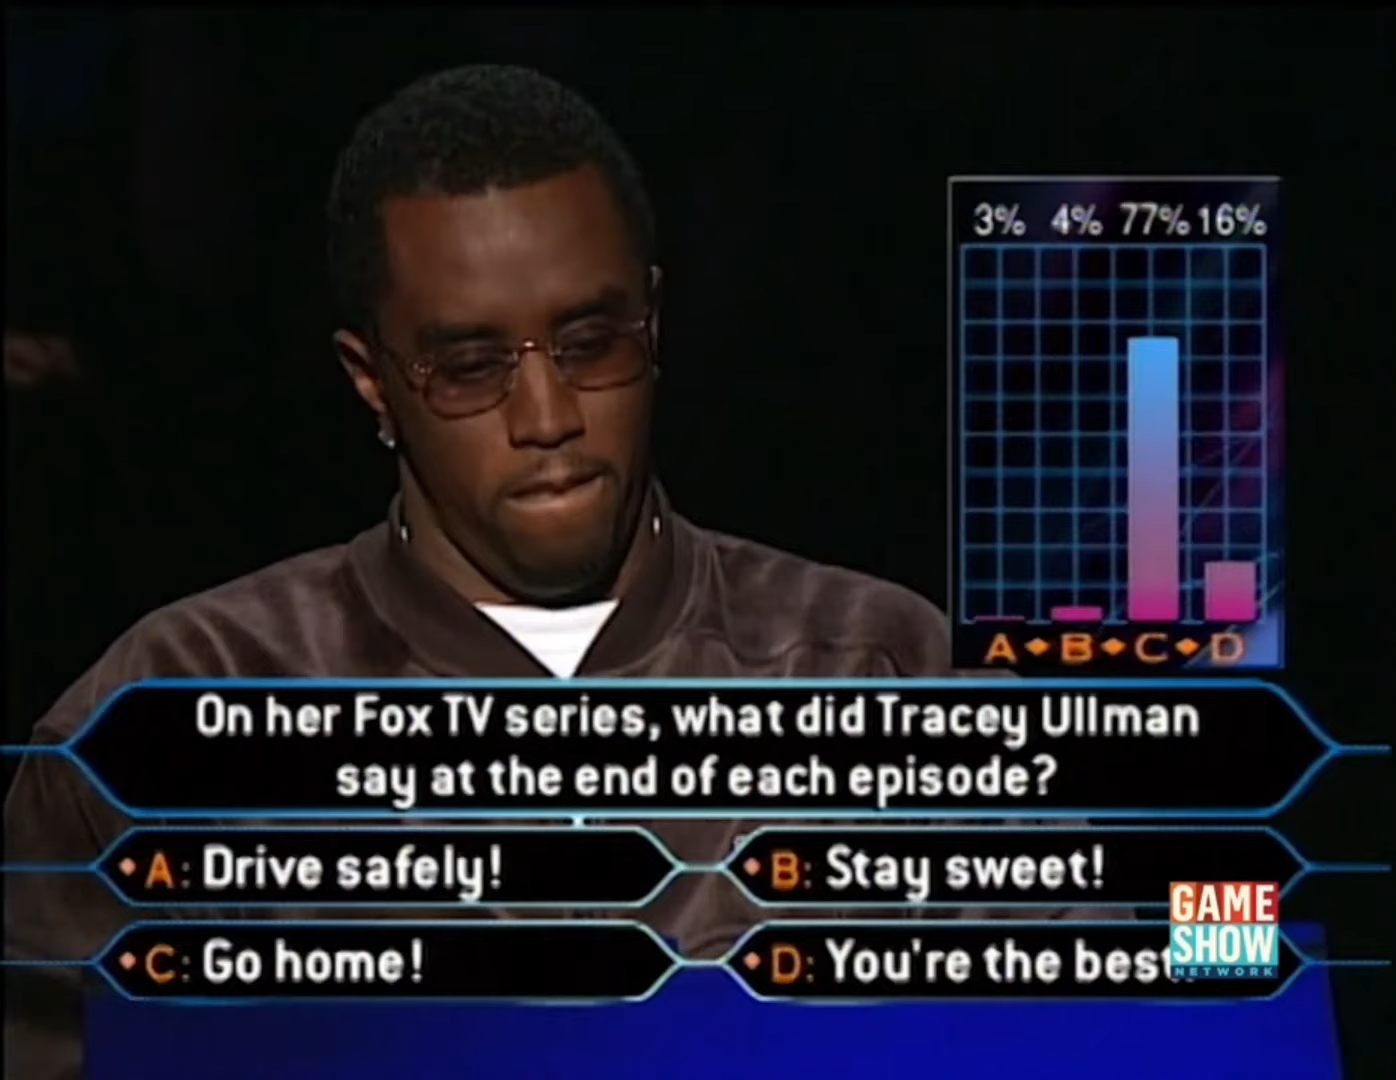 3% 4% 77% 16%
A B C D
On her Fox TV series, what did Tracey Ullman
say at the end of each episode?
A: Drive safely!
B: Stay sweet!
C: Go home!
D: You're the best
GAME
SHOW
NETWORK